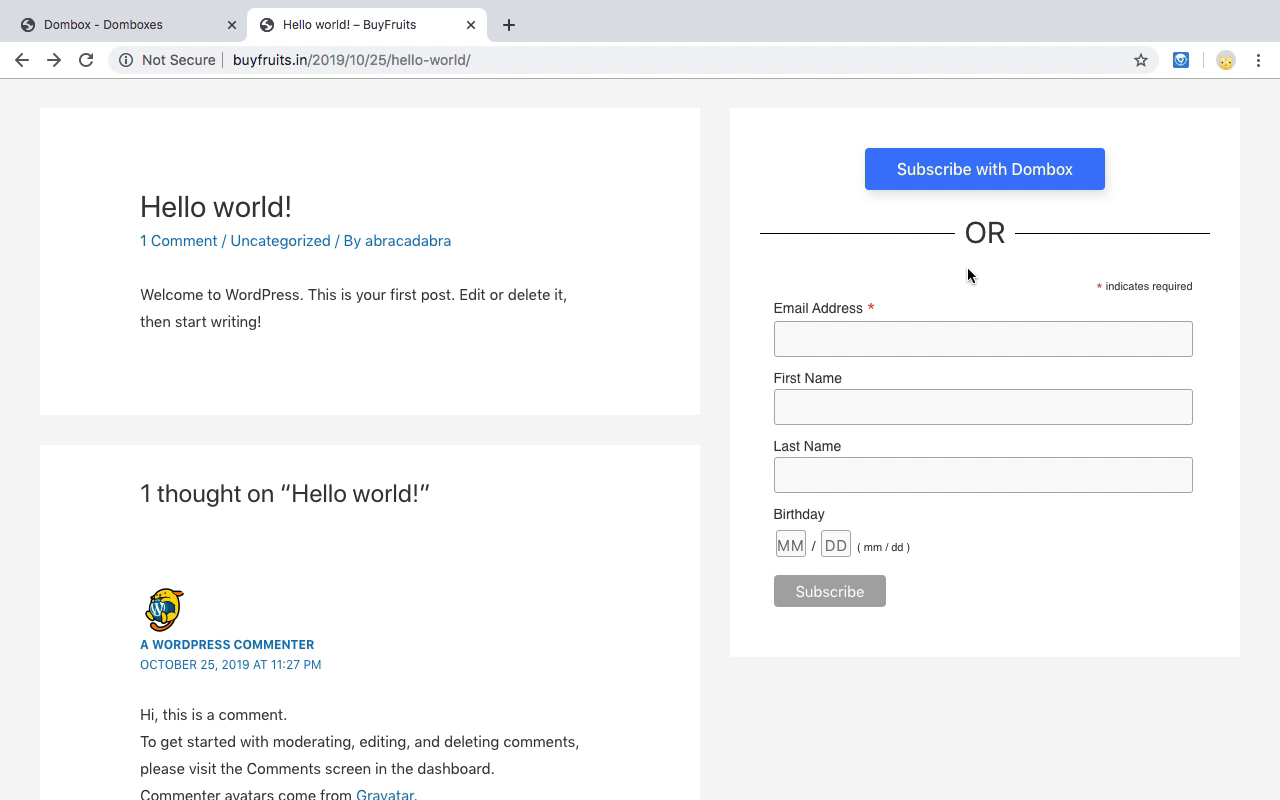 Dombox - Domboxes
Hello world! – BuyFruits
Not Secure
buyfruits.in/2019/10/25/hello-world/
Hello world!
1 Comment / Uncategorized / By abracadabra
Welcome to WordPress. This is your first post. Edit or delete it,
then start writing!
1 thought on “Hello world!”
W
A WORDPRESS COMMENTER
OCTOBER 25, 2019 AT 11:27 PM
Hi, this is a comment.
To get started with moderating, editing, and deleting comments,
please visit the Comments screen in the dashboard.
Commenter avatars come from Gravatar.
Subscribe with Dombox
OR
* indicates required
Email Address *
First Name
Last Name
Birthday
MM / DD ( mm / dd )
Subscribe